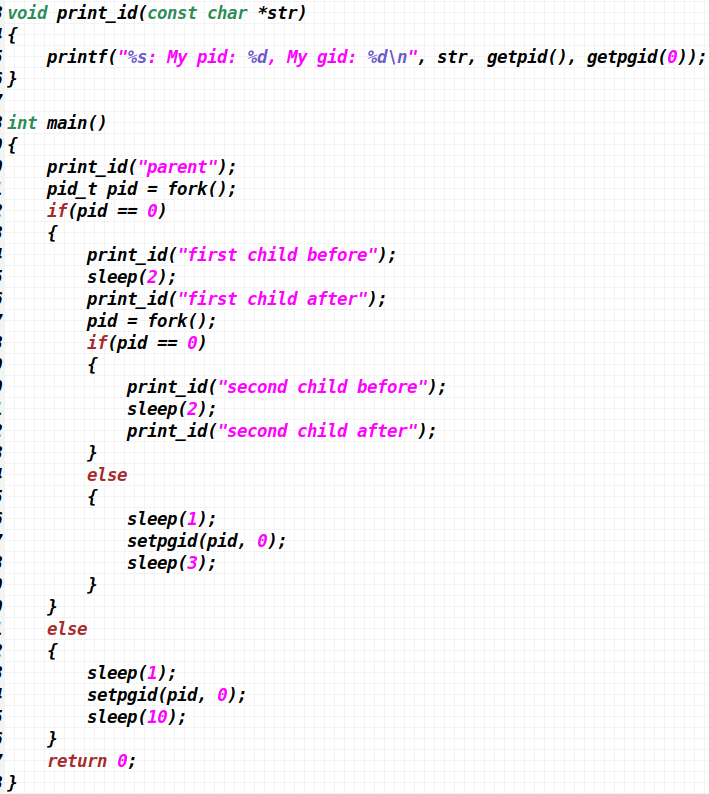 void print_id(const char *str)
{
    printf("%s: My pid: %d, My gid: %d\n", str, getpid(), getpgid(0));
}

int main()
{
    print_id("parent");
    pid_t pid = fork();
    if(pid == 0)
    {
        print_id("first child before");
        sleep(2);
        print_id("first child after");
        pid = fork();
        if(pid == 0)
        {
            print_id("second child before");
            sleep(2);
            print_id("second child after");
        }
        else
        {
            sleep(1);
            setpgid(pid, 0);
            sleep(3);
        }
    }
    else
    {
        sleep(1);
        setpgid(pid, 0);
        sleep(10);
    }
    return 0;
}